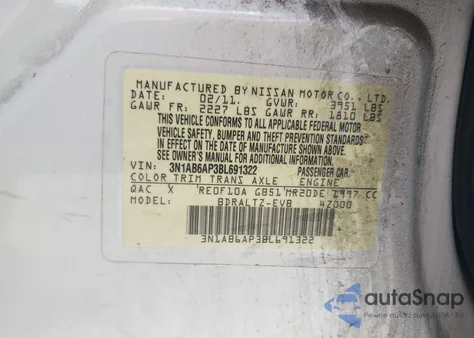 MANUFACTURED BY NISSAN MOTOR CO., LTD.
DATE: 02/11. GVWR: 3951 LBS
GAWR FR: 2227 LBS GAWR RR: 1810 LBS
THIS VEHICLE CONFORMS TO ALL APPLICABLE FEDERAL MOTOR
VEHICLE SAFETY, BUMPER AND THEFT PREVENTION STANDARDS
IN EFFECT ON THE DATE OF MANUFACTURE SHOWN ABOVE.
SEE OWNER'S MANUAL FOR ADDITIONAL INFORMATION
VIN: 3N1AB6AP3BL691322 PASSENGER CAR
COLOR TRIM TRANS AXLE ENGINE
QAC X RE0F10A GB51 MR20DE 1997 CC
MODEL: BDRALTZ-EVB 4Z000
3N1AB6AP3BL691322
autoSnap